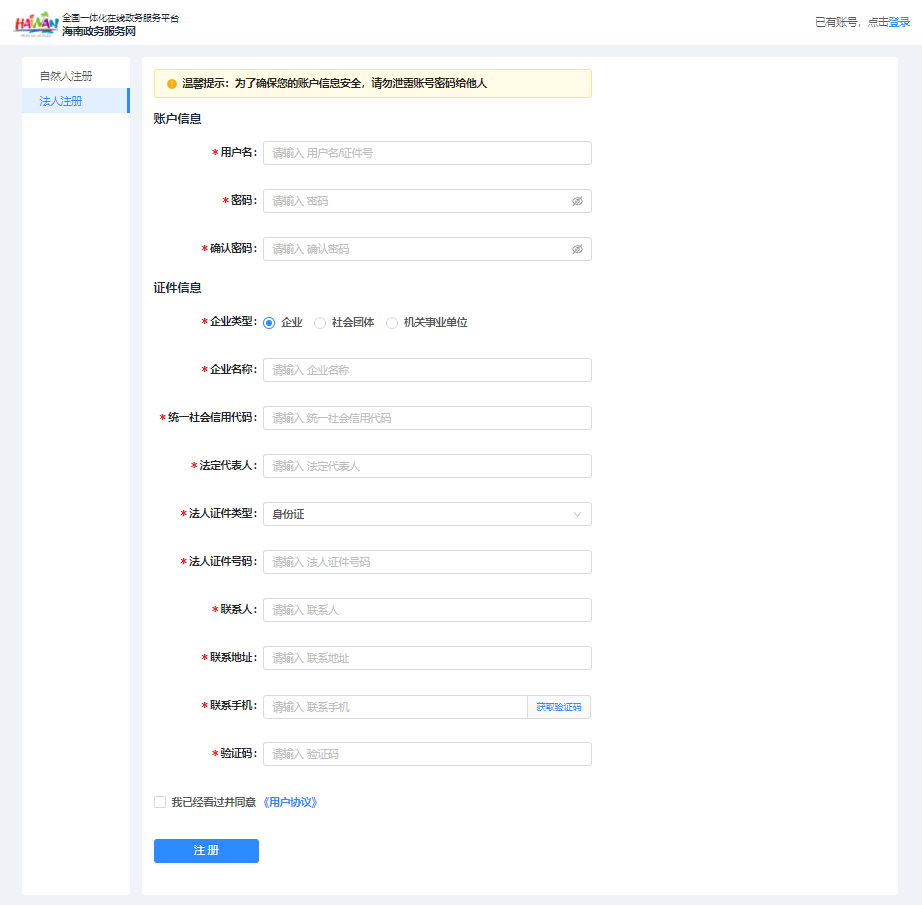 HAINAN
全国一体化在线政务服务平台
海南政务服务网
已有账号，点击登录
自然人注册
法人注册
温馨提示：为了确保您的账户信息安全，请勿泄露账号密码给他人
账户信息
*用户名： 请输入 用户名/证件号
*密码： 请输入 密码
*确认密码： 请输入 确认密码
证件信息
*企业类型： 企业 社会团体 机关事业单位
*企业名称： 请输入 企业名称
*统一社会信用代码： 请输入 统一社会信用代码
*法定代表人： 请输入 法定代表人
*法人证件类型： 身份证
*法人证件号码： 请输入 法人证件号码
*联系人： 请输入 联系人
*联系地址： 请输入 联系地址
*联系手机： 请输入 联系手机 获取验证码
*验证码： 请输入 验证码
我已经看过并同意《用户协议》
注 册